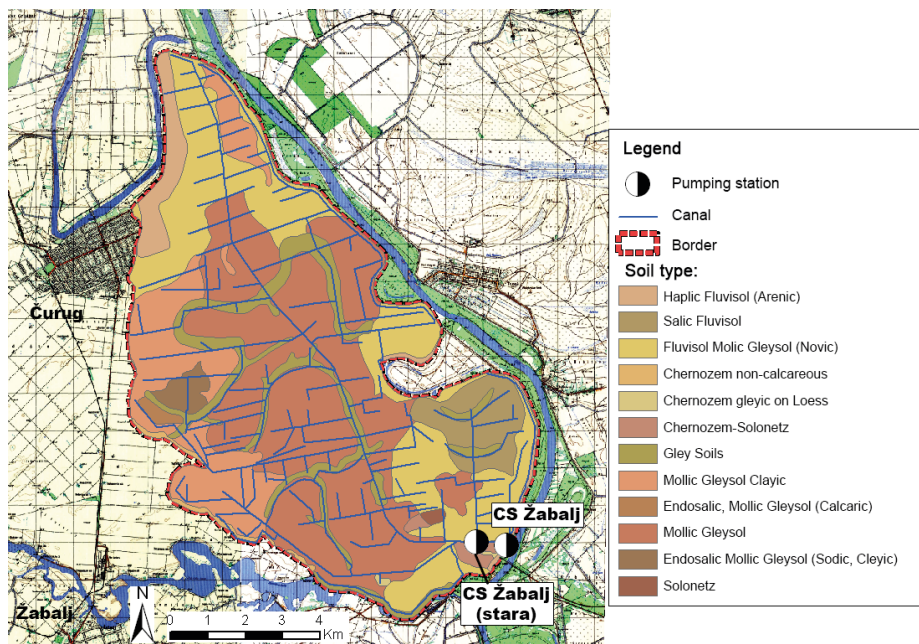 Čurug
CS Žabalj
CS Žabalj
(stara)
Žabalj
N
0 1 2 3 4
Km
Legend
Pumping station
Canal
Border
Soil type:
Haplic Fluvisol (Arenic)
Salic Fluvisol
Fluvisol Molic Gleysol (Novic)
Chernozem non-calcareous
Chernozem gleyic on Loess
Chernozem-Solonetz
Gley Soils
Mollic Gleysol Clayic
Endosalic, Mollic Gleysol (Calcaric)
Mollic Gleysol
Endosalic Mollic Gleysol (Sodic, Cleyic)
Solonetz